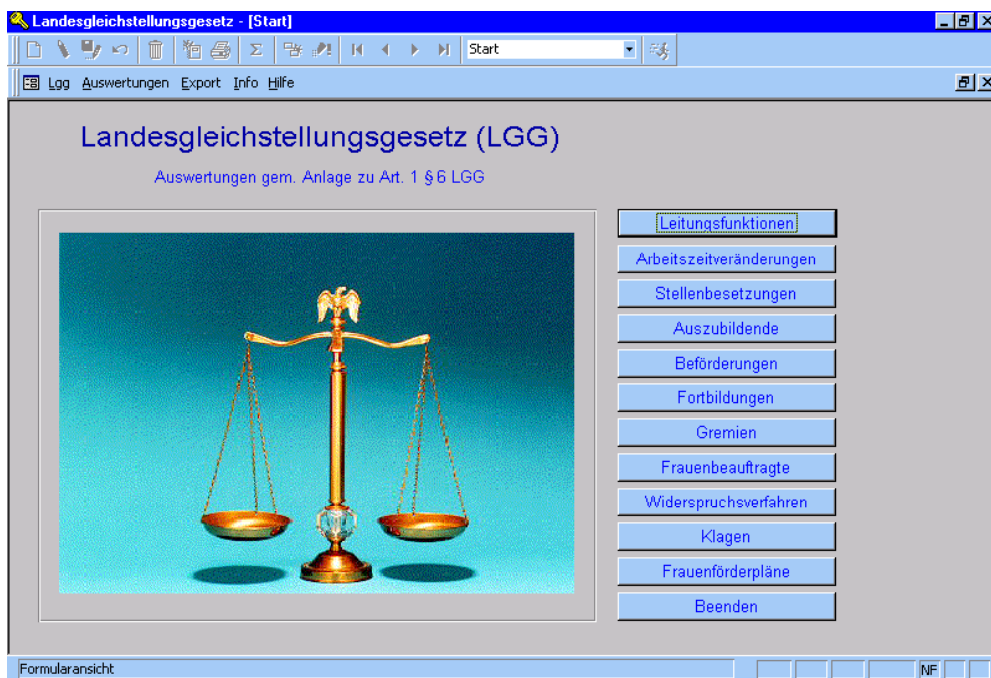 Landesgleichstellungsgesetz - [Start]
Start
Lgg Auswertungen Export Info Hilfe
Landesgleichstellungsgesetz (LGG)
Auswertungen gem. Anlage zu Art. 1 § 6 LGG
Leitungsfunktionen
Arbeitszeitveränderungen
Stellenbesetzungen
Auszubildende
Beförderungen
Fortbildungen
Gremien
Frauenbeauftragte
Widerspruchsverfahren
Klagen
Frauenförderpläne
Beenden
Formularansicht
NF